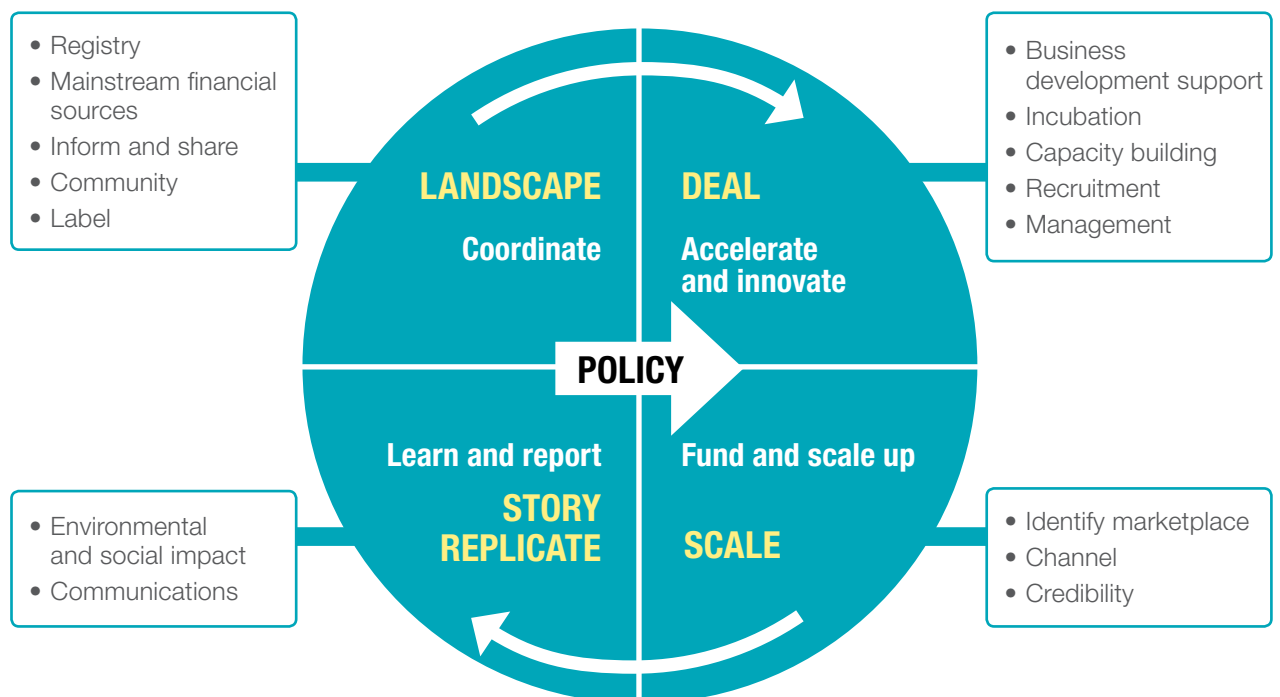 • Registry
• Mainstream financial
sources
• Inform and share
• Community
• Label
LANDSCAPE
Coordinate
DEAL
Accelerate
and innovate
• Business
development support
• Incubation
• Capacity building
• Recruitment
• Management
POLICY
Learn and report
STORY
REPLICATE
• Environmental
and social impact
• Communications
Fund and scale up
SCALE
• Identify marketplace
• Channel
• Credibility